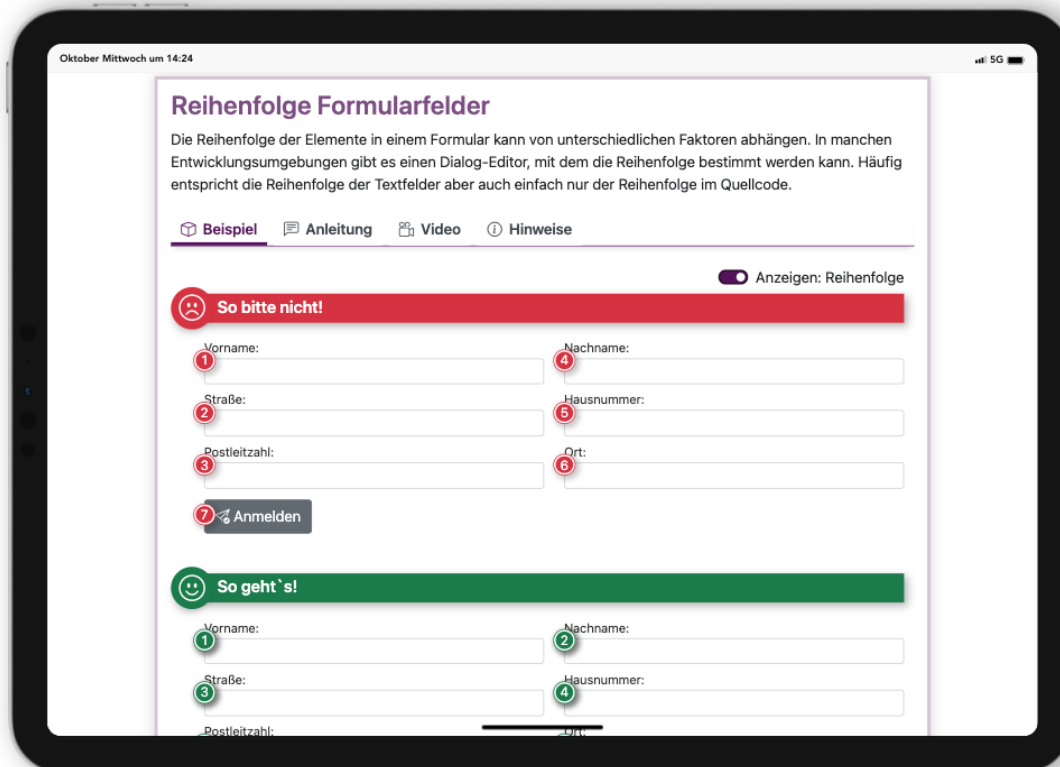 Oktober Mittwoch um 14:24 5G
Reihenfolge Formularfelder
Die Reihenfolge der Elemente in einem Formular kann von unterschiedlichen Faktoren abhängen. In manchen
Entwicklungsumgebungen gibt es einen Dialog-Editor, mit dem die Reihenfolge bestimmt werden kann. Häufig
entspricht die Reihenfolge der Textfelder aber auch einfach nur der Reihenfolge im Quellcode.
Beispiel Anleitung Video Hinweise
Anzeigen: Reihenfolge
So bitte nicht!
Vorname: Nachname:
1 4
Straße: Hausnummer:
2 5
Postleitzahl: Ort:
3 6
7 Anmelden
So geht`s!
Vorname: Nachname:
1 2
Straße: Hausnummer:
3 4
Postleitzahl: Ort: